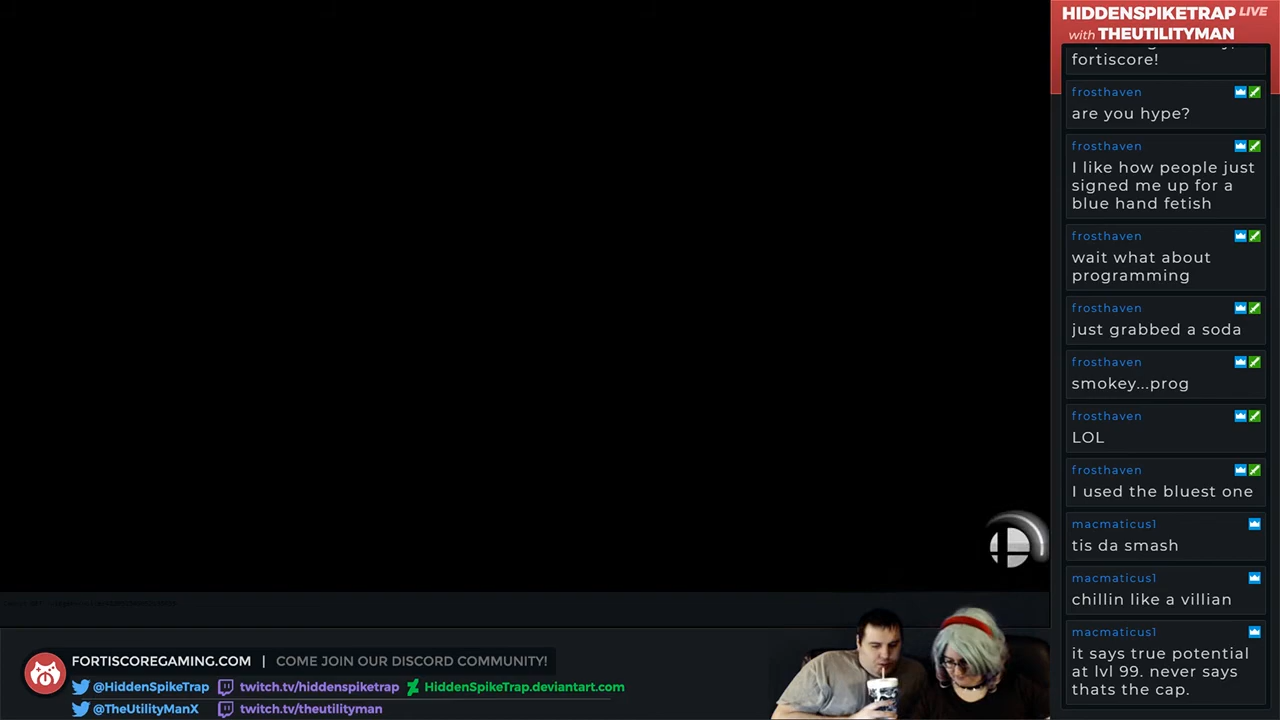 HIDDENSPIKETRAP LIVE
with THEUTILITYMAN
fortiscore!
frosthaven
are you hype?
frosthaven
I like how people just
signed me up for a
blue hand fetish
frosthaven
wait what about
programming
frosthaven
just grabbed a soda
frosthaven
smokey...prog
frosthaven
LOL
frosthaven
I used the bluest one
macmaticus1
tis da smash
macmaticus1
chillin like a villian
macmaticus1
it says true potential
at lvl 99. never says
thats the cap.
FORTISCOREGAMING.COM | COME JOIN OUR DISCORD COMMUNITY!
@HiddenSpikeTrap twitch.tv/hiddenspiketrap HiddenSpikeTrap.deviantart.com
@TheUtilityManX twitch.tv/theutilityman